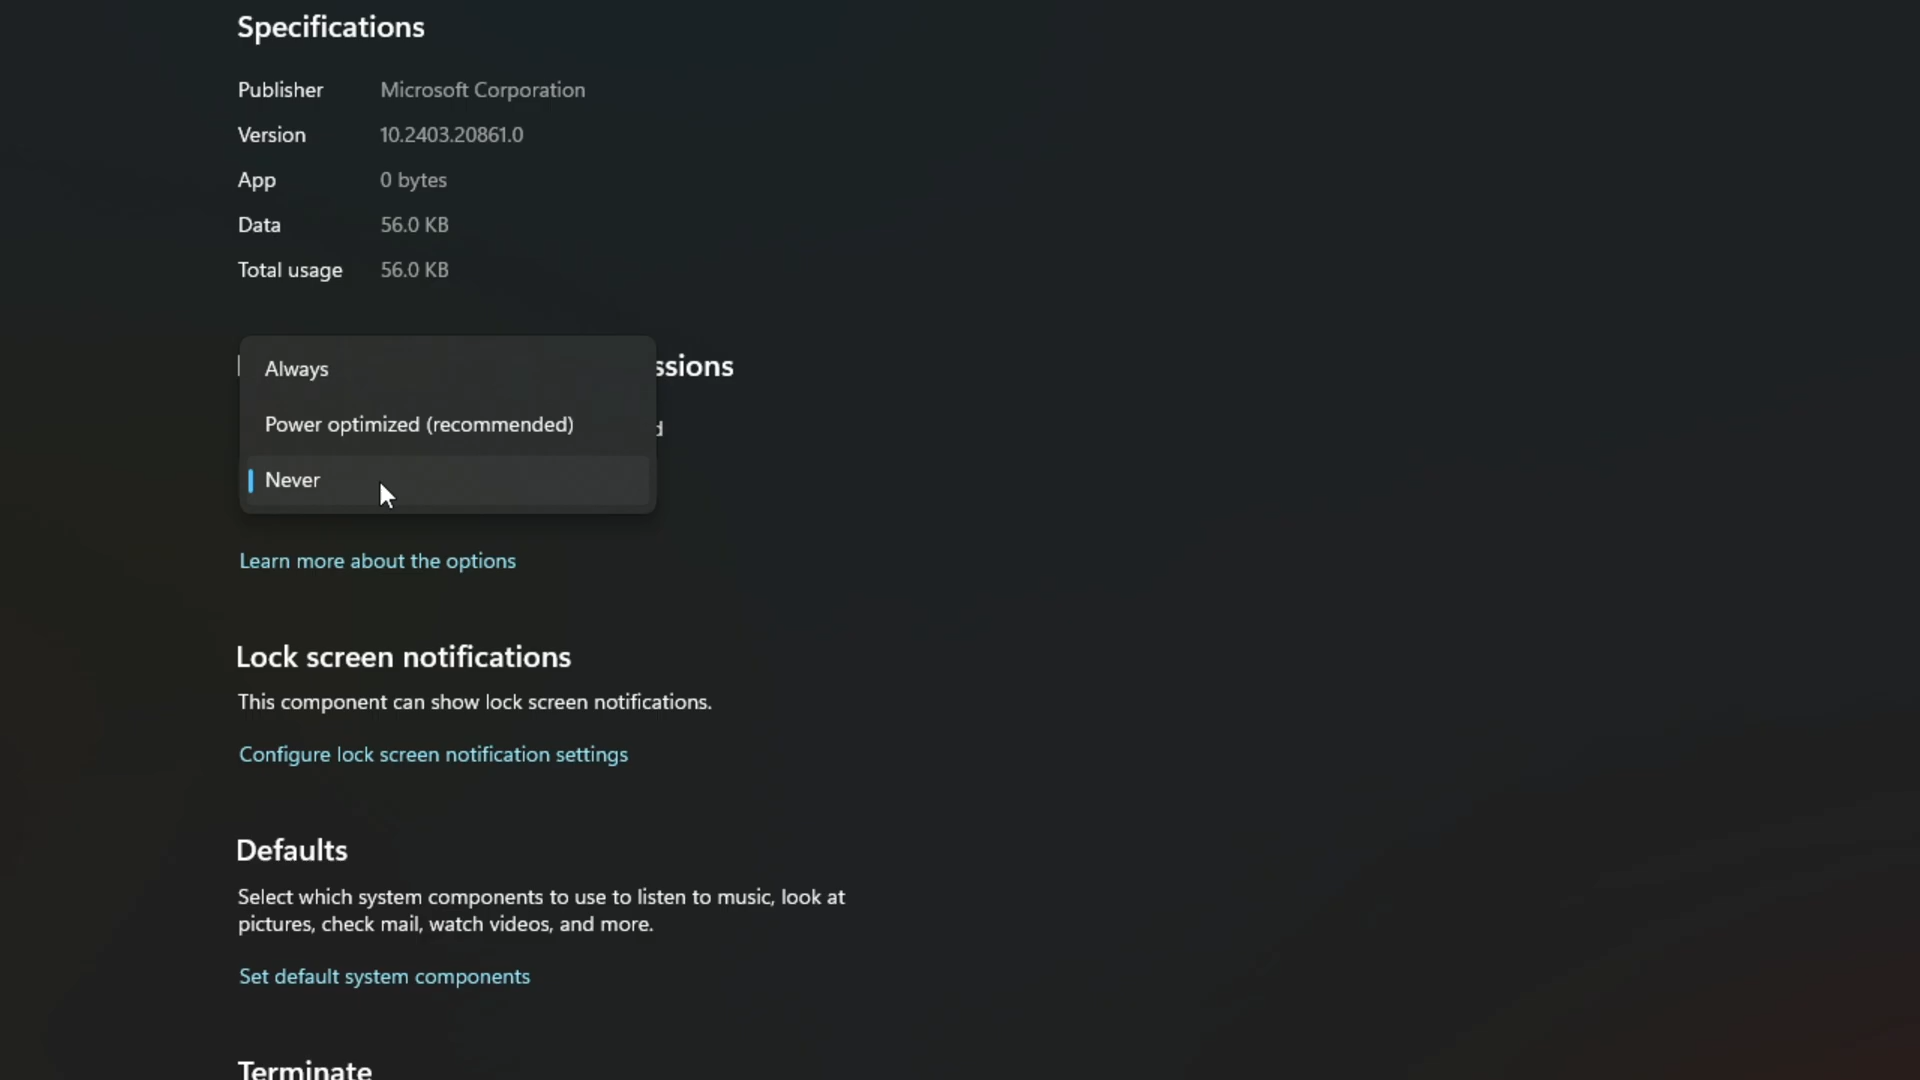 Specifications
Publisher Microsoft Corporation
Version 10.2403.20861.0
App 0 bytes
Data 56.0 KB
Total usage 56.0 KB
Always
Power optimized (recommended)
Never
Learn more about the options
Lock screen notifications
This component can show lock screen notifications.
Configure lock screen notification settings
Defaults
Select which system components to use to listen to music, look at
pictures, check mail, watch videos, and more.
Set default system components
Terminate